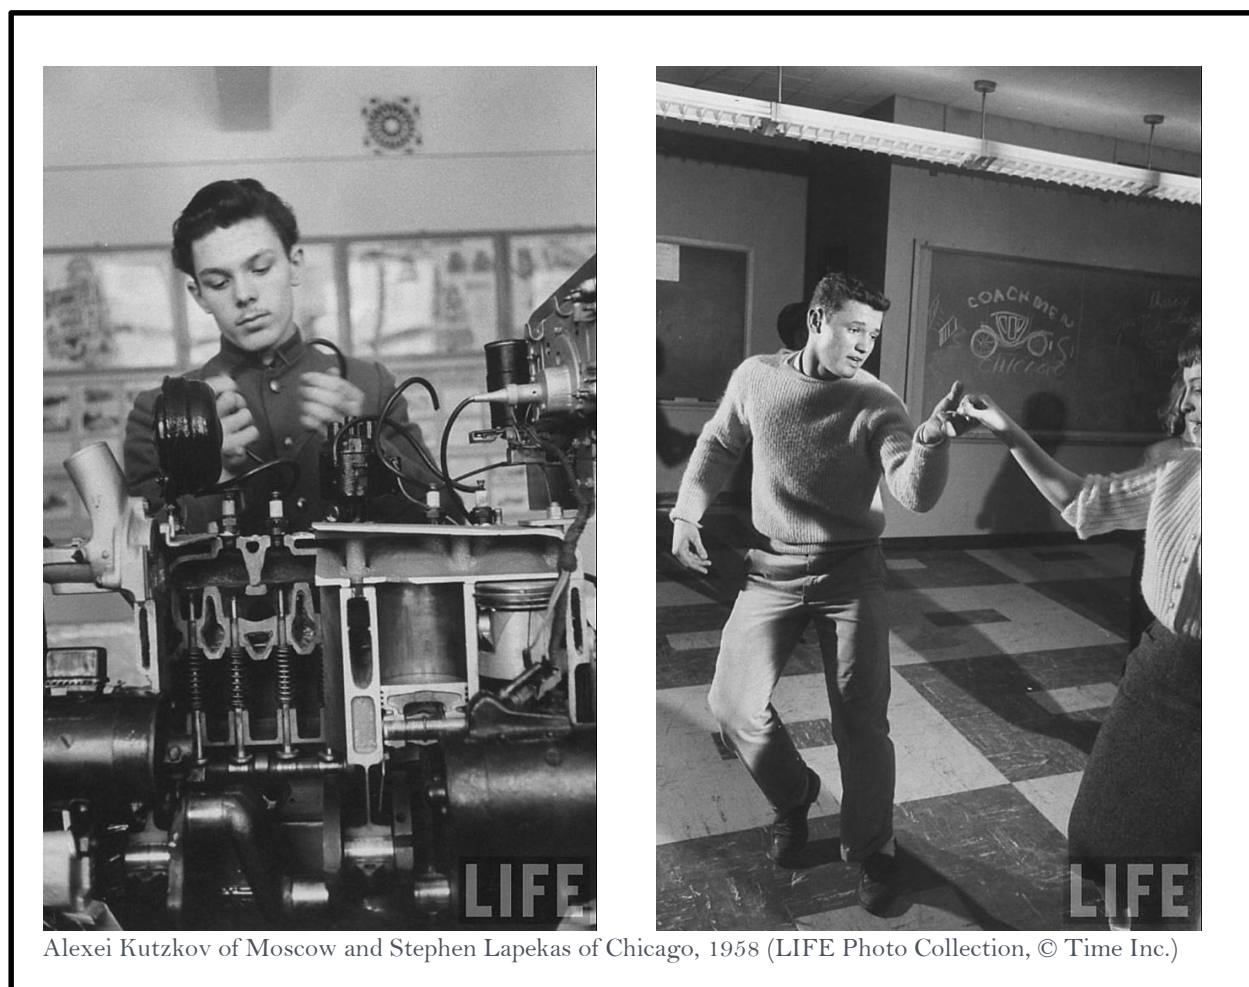 COACHMEN
CHICAGO
LIFE
LIFE
Alexei Kutzkov of Moscow and Stephen Lapekas of Chicago, 1958 (LIFE Photo Collection, © Time Inc.)